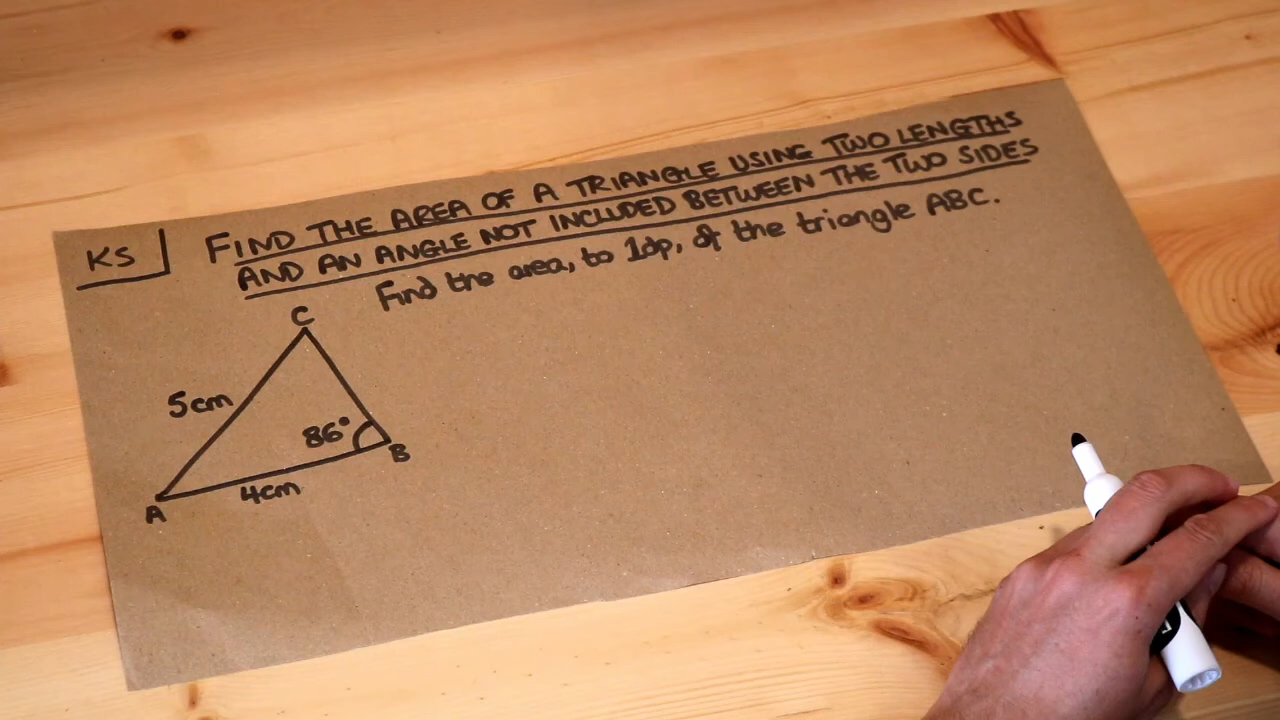 KS
FIND THE AREA OF A TRIANGLE USING TWO LENGTHS
AND AN ANGLE NOT INCLUDED BETWEEN THE TWO SIDES
Find the area, to 1dp, of the triangle ABC.
C
5cm
86°
B
4cm
A